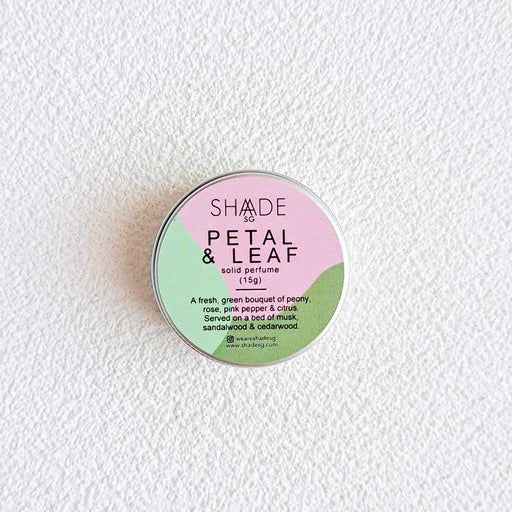 SHADE
SG
PETAL
& LEAF
solid perfume
(15g)
A fresh, green bouquet of peony,
rose, pink pepper & citrus.
Served on a bed of musk,
sandalwood & cedarwood.
weareshadesg
www.shadesg.com